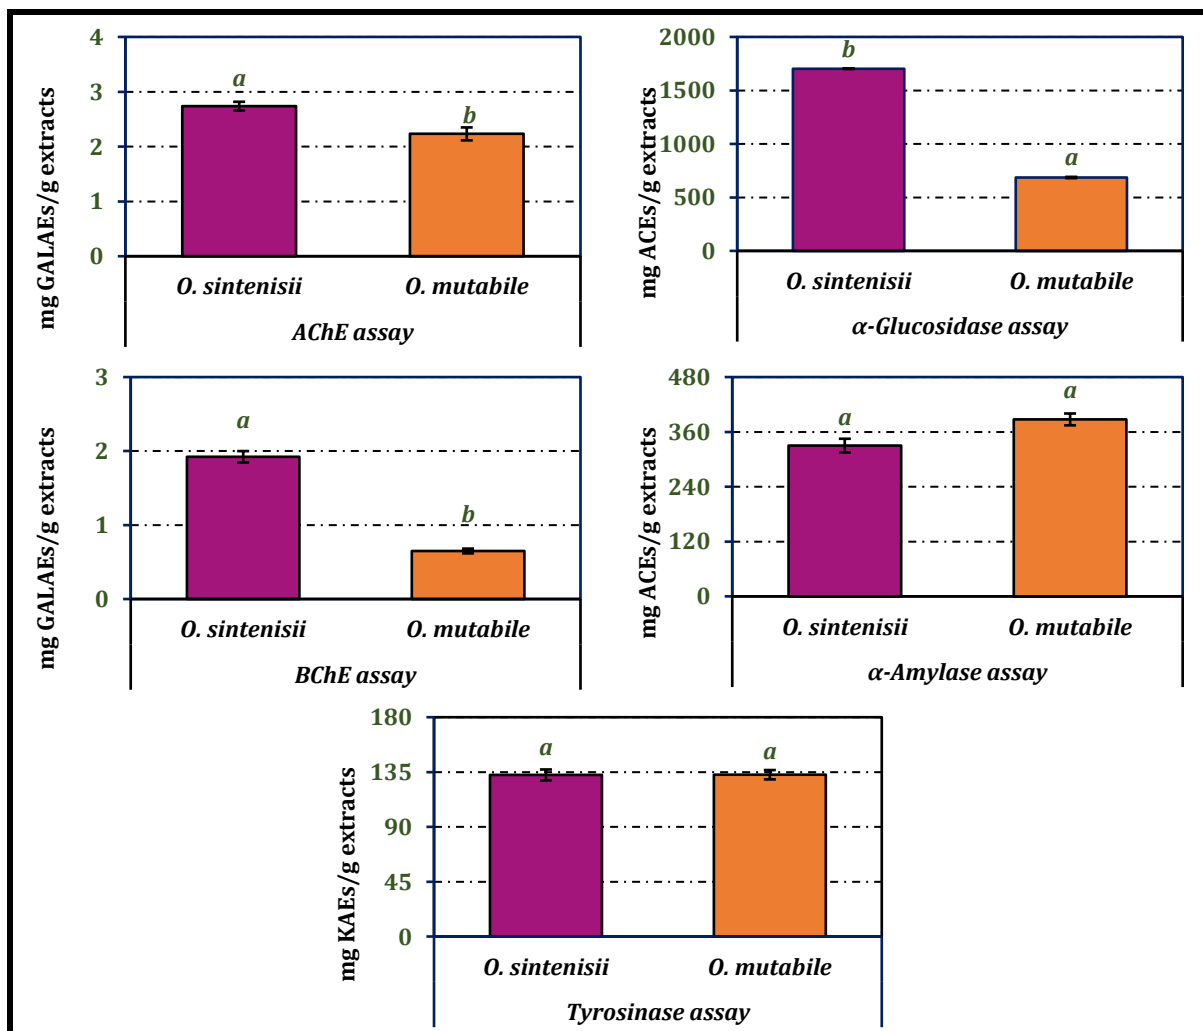 mg GALAEs/g extracts
4
3
2
1
0
a
b
O. sintenisii
O. mutabile
AChE assay
mg ACEs/g extracts
2000
1500
1000
500
0
b
a
O. sintenisii
O. mutabile
α-Glucosidase assay
mg GALAEs/g extracts
3
2
1
0
a
b
O. sintenisii
O. mutabile
BChE assay
mg ACEs/g extracts
480
360
240
120
0
a
a
O. sintenisii
O. mutabile
α-Amylase assay
mg KAEs/g extracts
180
135
90
45
0
a
a
O. sintenisii
O. mutabile
Tyrosinase assay